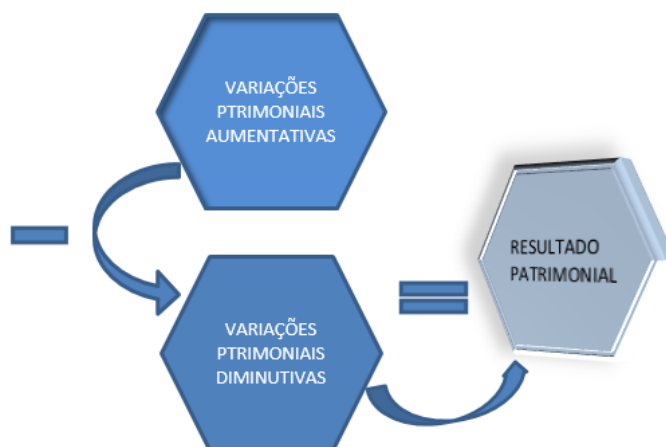 VARIAÇÕES
PTRIMONIAIS
AUMENTATIVAS
RESULTADO
PATRIMONIAL
VARIAÇÕES
PTRIMONIAIS
DIMINUTIVAS